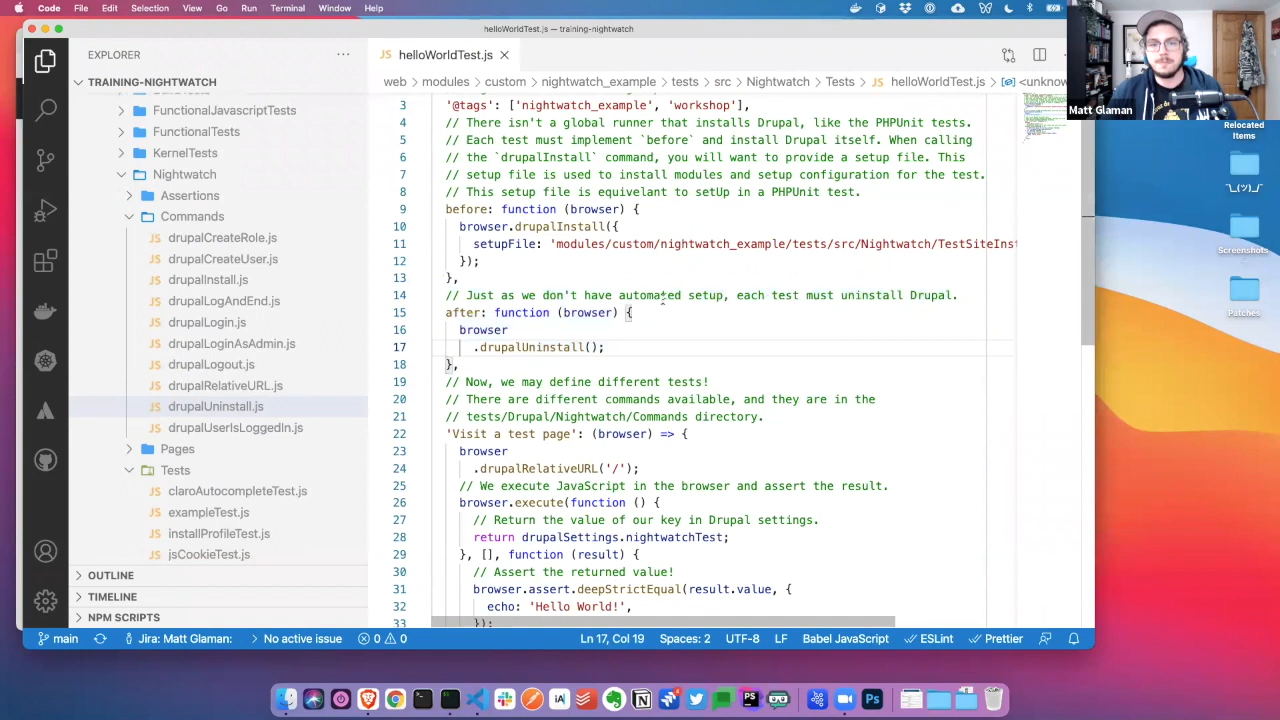 Code File Edit Selection View Go Run Terminal Window Help
helloWorldTest.js — training-nightwatch
EXPLORER
TRAINING-NIGHTWATCH
FunctionalJavascriptTests
FunctionalTests
KernelTests
Nightwatch
Assertions
Commands
drupalCreateRole.js
drupalCreateUser.js
drupalInstall.js
drupalLogAndEnd.js
drupalLogin.js
drupalLoginAsAdmin.js
drupalLogout.js
drupalRelativeURL.js
drupalUninstall.js
drupalUserIsLoggedIn.js
Pages
Tests
claroAutocompleteTest.js
exampleTest.js
installProfileTest.js
jsCookieTest.js
OUTLINE
TIMELINE
NPM SCRIPTS
JS helloWorldTest.js
web > modules > custom > nightwatch_example > tests > src > Nightwatch > Tests > JS helloWorldTest.js > <unknow
3 '@tags': ['nightwatch_example', 'workshop'],
4 // There isn't a global runner that installs Drupal, like the PHPUnit tests.
5 // Each test must implement `before` and install Drupal itself. When calling
6 // the `drupalInstall` command, you will want to provide a setup file. This
7 // setup file is used to install modules and setup configuration for the test.
8 // This setup file is equivelant to setUp in a PHPUnit test.
9 before: function (browser) {
10 browser.drupalInstall({
11 setupFile: 'modules/custom/nightwatch_example/tests/src/Nightwatch/TestSiteInst
12 });
13 },
14 // Just as we don't have automated setup, each test must uninstall Drupal.
15 after: function (browser) {
16 browser
17 .drupalUninstall();
18 },
19 // Now, we may define different tests!
20 // There are different commands available, and they are in the
21 // tests/Drupal/Nightwatch/Commands directory.
22 'Visit a test page': (browser) => {
23 browser
24 .drupalRelativeURL('/');
25 // We execute JavaScript in the browser and assert the result.
26 browser.execute(function () {
27 // Return the value of our key in Drupal settings.
28 return drupalSettings.nightwatchTest;
29 }, [], function (result) {
30 // Assert the returned value!
31 browser.assert.deepStrictEqual(result.value, {
32 echo: 'Hello World!',
33 });
main Jira: Matt Glaman: > No active issue 0 0 Ln 17, Col 19 Spaces: 2 UTF-8 LF Babel JavaScript ESLint Prettier
Matt Glaman
Relocated
Items
¯\_(ツ)_/¯
Screenshots
Patches